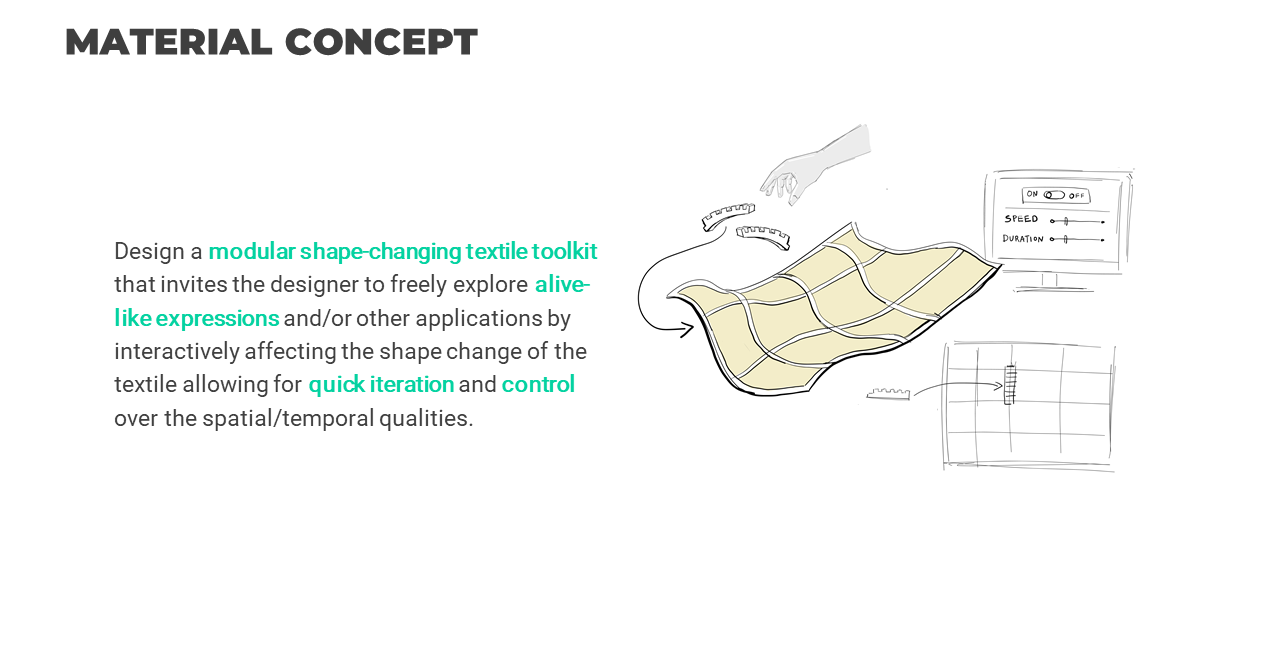 MATERIAL CONCEPT
Design a modular shape-changing textile toolkit
that invites the designer to freely explore alive-
like expressions and/or other applications by
interactively affecting the shape change of the
textile allowing for quick iteration and control
over the spatial/temporal qualities.
ON OFF
SPEED
DURATION